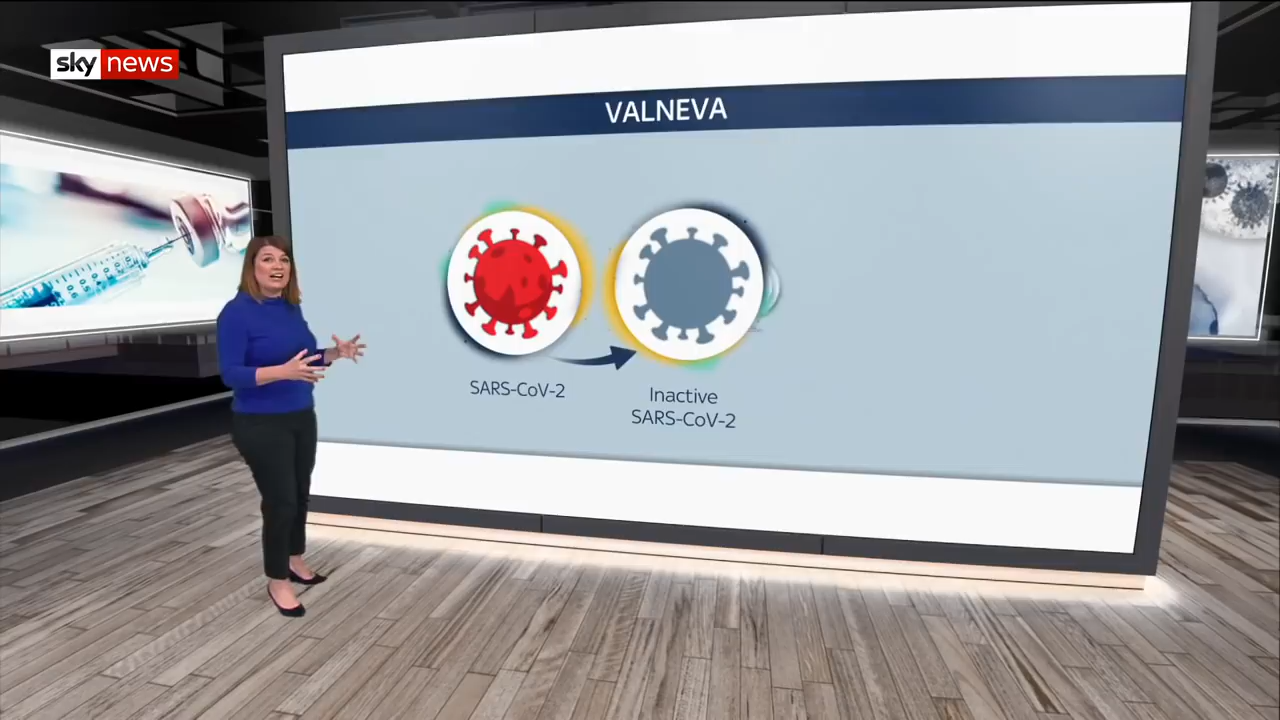 sky news
VALNEVA
SARS-CoV-2
Inactive
SARS-CoV-2